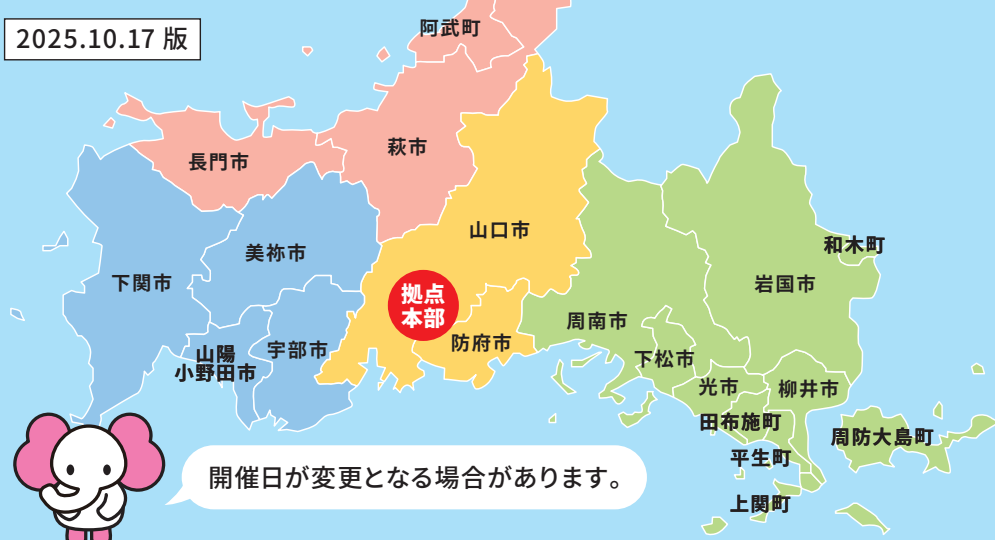 2025.10.17 版
阿武町
萩市
長門市
山口市
和木町
美祢市
下関市
岩国市
拠点
本部
周南市
防府市
宇部市
山陽
小野田市
下松市
光市
柳井市
田布施町
周防大島町
平生町
上関町
開催日が変更となる場合があります。